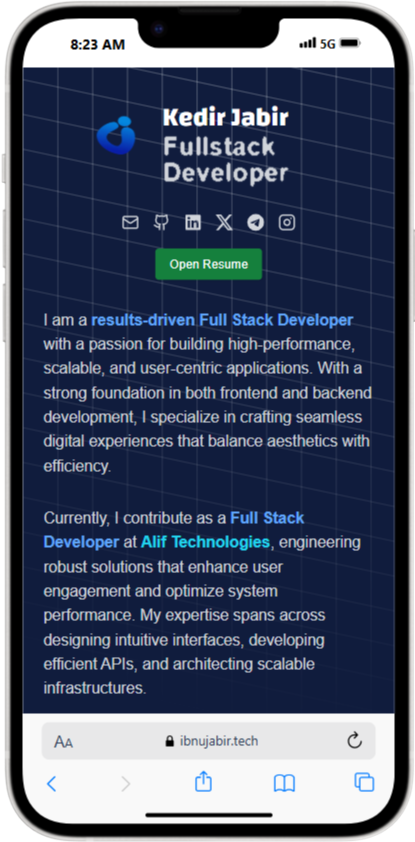 8:23 AM
5G
Kedir Jabir
Fullstack
Developer
Open Resume
I am a results-driven Full Stack Developer
with a passion for building high-performance,
scalable, and user-centric applications. With a
strong foundation in both frontend and backend
development, I specialize in crafting seamless
digital experiences that balance aesthetics with
efficiency.
Currently, I contribute as a Full Stack
Developer at Alif Technologies, engineering
robust solutions that enhance user
engagement and optimize system
performance. My expertise spans across
designing intuitive interfaces, developing
efficient APIs, and architecting scalable
infrastructures.
AA
ibnujabir.tech